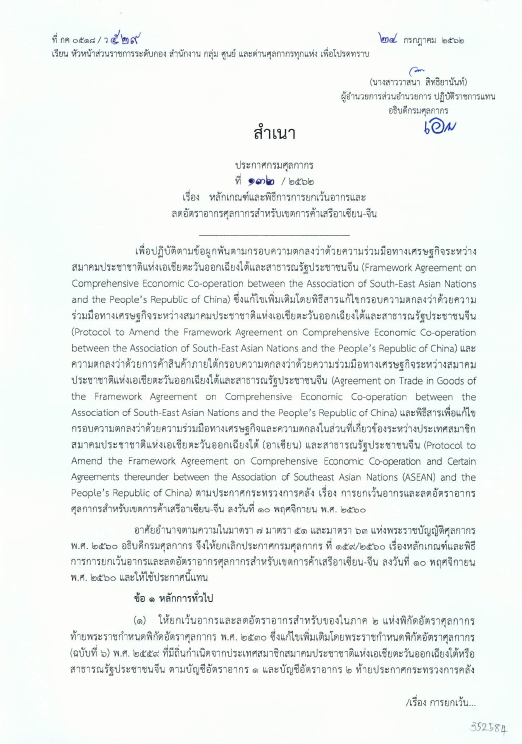 ที่ กค ๐๕๑๘ / ว ๕๒๙ ๒๔ กรกฎาคม ๒๕๖๒
เรียน หัวหน้าส่วนราชการระดับกอง สำนักงาน กลุ่ม ศูนย์ และด่านศุลกากรทุกแห่ง เพื่อโปรดทราบ
(นางสาววาสนา สิทธิยานันท์)
ผู้อำนวยการส่วนอำนวยการ ปฏิบัติราชการแทน
อธิบดีกรมศุลกากร
สำเนา
ประกาศกรมศุลกากร
ที่ ๑๓๒ / ๒๕๖๒
เรื่อง หลักเกณฑ์และพิธีการการยกเว้นอากรและ
ลดอัตราอากรศุลกากรสำหรับเขตการค้าเสรีอาเซียน-จีน
เพื่อปฏิบัติตามข้อผูกพันตามกรอบความตกลงว่าด้วยความร่วมมือทางเศรษฐกิจระหว่าง
สมาคมประชาชาติแห่งเอเชียตะวันออกเฉียงใต้และสาธารณรัฐประชาชนจีน (Framework Agreement on
Comprehensive Economic Co-operation between the Association of South-East Asian Nations
and the People's Republic of China) ซึ่งแก้ไขเพิ่มเติมโดยพิธีสารแก้ไขกรอบความตกลงว่าด้วยความ
ร่วมมือทางเศรษฐกิจระหว่างสมาคมประชาชาติแห่งเอเชียตะวันออกเฉียงใต้และสาธารณรัฐประชาชนจีน
(Protocol to Amend the Framework Agreement on Comprehensive Economic Co-operation
between the Association of South-East Asian Nations and the People's Republic of China) และ
ความตกลงว่าด้วยการค้าสินค้าภายใต้กรอบความตกลงว่าด้วยความร่วมมือทางเศรษฐกิจระหว่างสมาคม
ประชาชาติแห่งเอเชียตะวันออกเฉียงใต้และสาธารณรัฐประชาชนจีน (Agreement on Trade in Goods of
the Framework Agreement on Comprehensive Economic Co-operation between the
Association of South-East Asian Nations and the People's Republic of China) และพิธีสารเพื่อแก้ไข
กรอบความตกลงว่าด้วยความร่วมมือทางเศรษฐกิจและความตกลงในส่วนที่เกี่ยวข้องระหว่างประเทศสมาชิก
สมาคมประชาชาติแห่งเอเชียตะวันออกเฉียงใต้ (อาเซียน) และสาธารณรัฐประชาชนจีน (Protocol to
Amend the Framework Agreement on Comprehensive Economic Co-operation and Certain
Agreements thereunder between the Association of Southeast Asian Nations (ASEAN) and the
People's Republic of China) ตามประกาศกระทรวงการคลัง เรื่อง การยกเว้นอากรและลดอัตราอากร
ศุลกากรสำหรับเขตการค้าเสรีอาเซียน-จีน ลงวันที่ ๑๐ พฤศจิกายน พ.ศ. ๒๕๖๐
อาศัยอำนาจตามความในมาตรา ๗ มาตรา ๕๑ และมาตรา ๖๓ แห่งพระราชบัญญัติศุลกากร
พ.ศ. ๒๕๖๐ อธิบดีกรมศุลกากร จึงให้ยกเลิกประกาศกรมศุลกากร ที่ ๑๕๙/๒๕๖๐ เรื่องหลักเกณฑ์และพิธี
การการยกเว้นอากรและลดอัตราอากรศุลกากรสำหรับเขตการค้าเสรีอาเซียน-จีน ลงวันที่ ๑๐ พฤศจิกายน
พ.ศ. ๒๕๖๐ และให้ใช้ประกาศนี้แทน
ข้อ ๑ หลักการทั่วไป
(๑) ให้ยกเว้นอากรและลดอัตราอากรสำหรับของในภาค ๒ แห่งพิกัดอัตราศุลกากร
ท้ายพระราชกำหนดพิกัดอัตราศุลกากร พ.ศ. ๒๕๓๐ ซึ่งแก้ไขเพิ่มเติมโดยพระราชกำหนดพิกัดอัตราศุลกากร
(ฉบับที่ ๖) พ.ศ. ๒๕๕๙ ที่มีถิ่นกำเนิดจากประเทศสมาชิกสมาคมประชาชาติแห่งเอเชียตะวันออกเฉียงใต้หรือ
สาธารณรัฐประชาชนจีน ตามบัญชีอัตราอากร ๑ และบัญชีอัตราอากร ๒ ท้ายประกาศกระทรวงการคลัง
/เรื่อง การยกเว้น...
352584